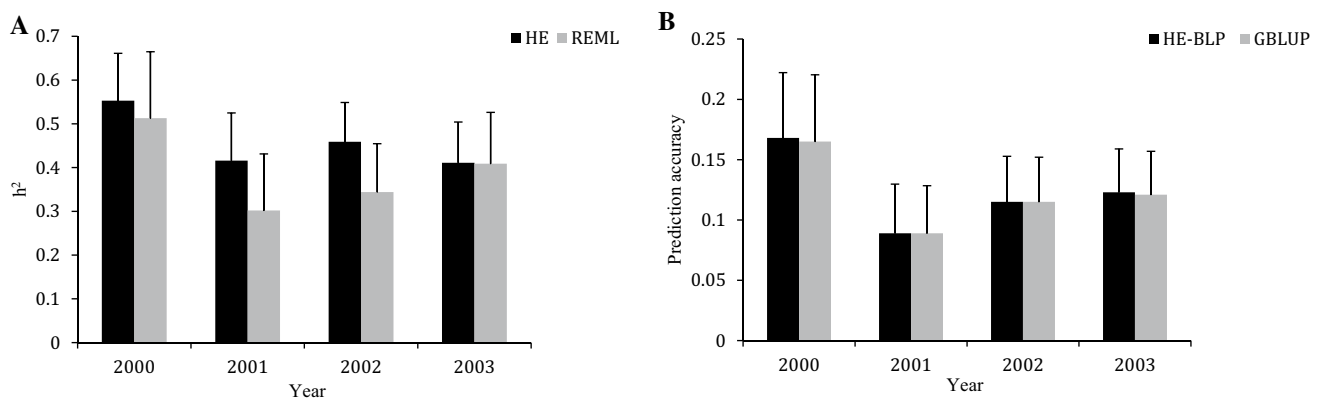 A
HE REML
0.7
0.6
0.5
0.4
0.3
0.2
0.1
0
h²
2000 2001 2002 2003
Year
B
HE-BLP GBLUP
0.25
0.2
0.15
0.1
0.05
0
Prediction accuracy
2000 2001 2002 2003
Year